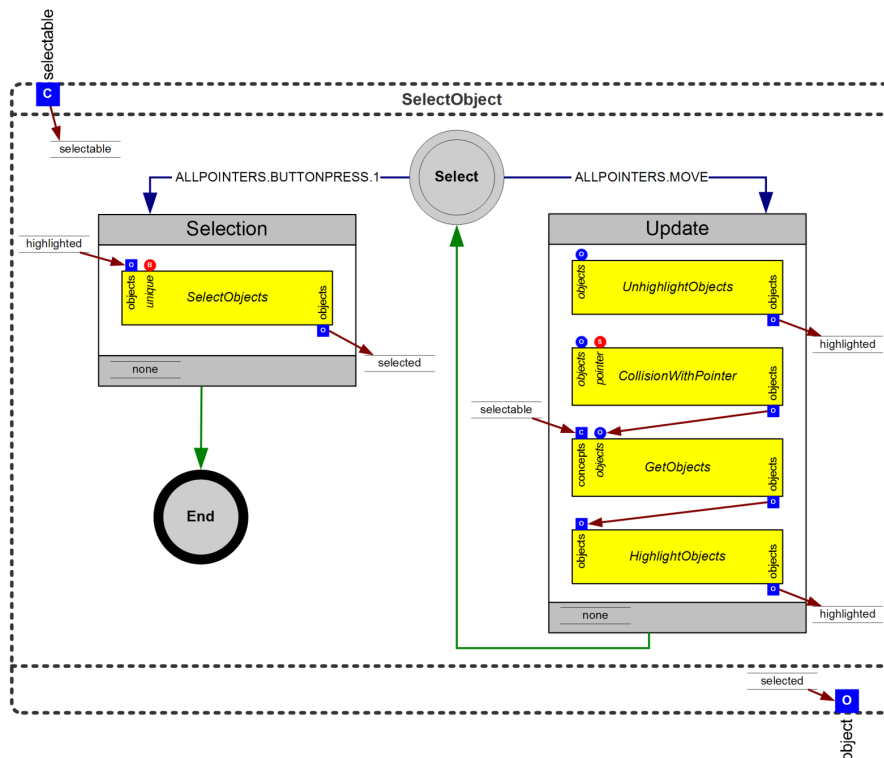 selectable
C
SelectObject
selectable
Select
ALLPOINTERS.BUTTONPRESS.1
ALLPOINTERS.MOVE
Selection
highlighted
O
B
objects
unique
SelectObjects
objects
O
selected
none
End
Update
O
objects
UnhighlightObjects
objects
O
highlighted
O
S
objects
pointer
CollisionWithPointer
objects
O
selectable
C
O
concepts
objects
GetObjects
objects
O
O
objects
HighlightObjects
objects
O
highlighted
none
selected
O
object